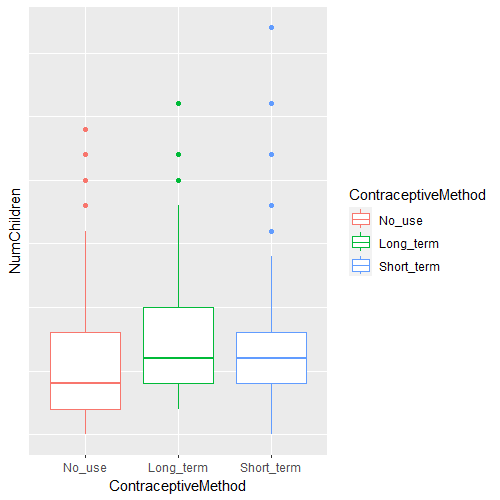 NumChildren
No_use
Long_term
Short_term
ContraceptiveMethod
ContraceptiveMethod
No_use
Long_term
Short_term